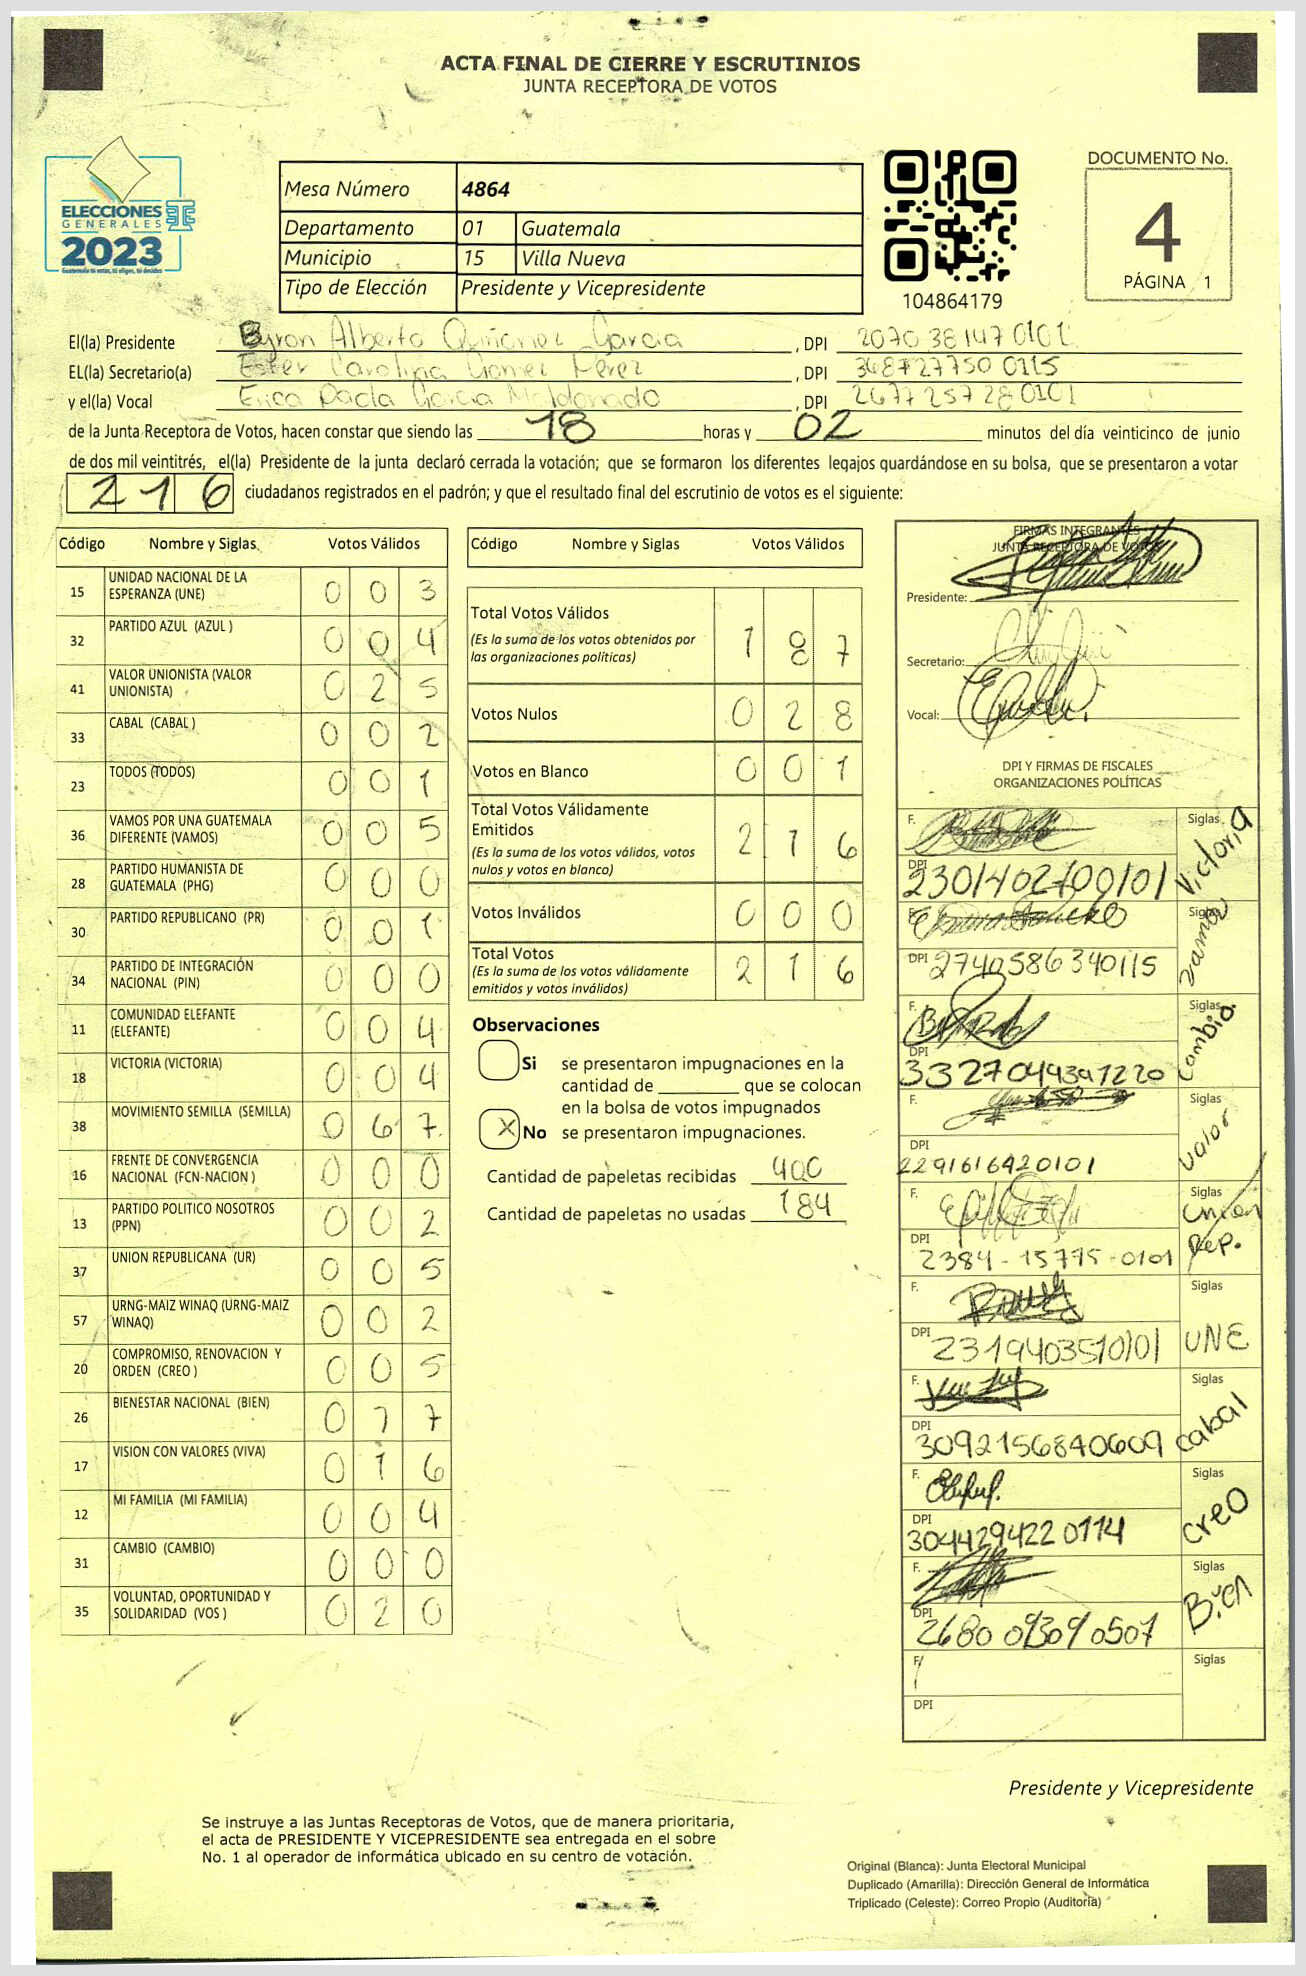 ACTA FINAL DE CIERRE Y ESCRUTINIOS
JUNTA RECEPTORA DE VOTOS
ELECCIONES
GENERALES
2023
Guatemala tú votas, tú eliges, tú decides
Mesa Número 4864
Departamento 01 Guatemala
Municipio 15 Villa Nueva
Tipo de Elección Presidente y Vicepresidente
104864179
DOCUMENTO No.
4
PÁGINA 1
El(la) Presidente Byron Alberto Quiñonez Garcia, DPI 2070 38147 0101
EL(la) Secretario(a) Ester Carolina Gomez Perez, DPI 368727750 0115
y el(la) Vocal Erica Paola Garcia Maldonado, DPI 2677 257 28 0101
de la Junta Receptora de Votos, hacen constar que siendo las 18 horas y 02 minutos del día veinticinco de junio
de dos mil veintitrés, el(la) Presidente de la junta declaró cerrada la votación; que se formaron los diferentes legajos guardándose en su bolsa, que se presentaron a votar
216 ciudadanos registrados en el padrón; y que el resultado final del escrutinio de votos es el siguiente:
Código Nombre y Siglas Votos Válidos
15 UNIDAD NACIONAL DE LA ESPERANZA (UNE) 0 0 3
32 PARTIDO AZUL (AZUL ) 0 0 4
41 VALOR UNIONISTA (VALOR UNIONISTA) 0 2 5
33 CABAL (CABAL ) 0 0 2
23 TODOS (TODOS) 0 0 1
36 VAMOS POR UNA GUATEMALA DIFERENTE (VAMOS) 0 0 5
28 PARTIDO HUMANISTA DE GUATEMALA (PHG) 0 0 0
30 PARTIDO REPUBLICANO (PR) 0 0 1
34 PARTIDO DE INTEGRACIÓN NACIONAL (PIN) 0 0 0
11 COMUNIDAD ELEFANTE (ELEFANTE) 0 0 4
18 VICTORIA (VICTORIA) 0 0 4
38 MOVIMIENTO SEMILLA (SEMILLA) 0 6 7
16 FRENTE DE CONVERGENCIA NACIONAL (FCN-NACION ) 0 0 0
13 PARTIDO POLITICO NOSOTROS (PPN) 0 0 2
37 UNION REPUBLICANA (UR) 0 0 5
57 URNG-MAIZ WINAQ (URNG-MAIZ WINAQ) 0 0 2
20 COMPROMISO, RENOVACION Y ORDEN (CREO ) 0 0 5
26 BIENESTAR NACIONAL (BIEN) 0 1 7
17 VISION CON VALORES (VIVA) 0 1 6
12 MI FAMILIA (MI FAMILIA) 0 0 4
31 CAMBIO (CAMBIO) 0 0 0
35 VOLUNTAD, OPORTUNIDAD Y SOLIDARIDAD (VOS ) 0 2 0
Código Nombre y Siglas Votos Válidos
Total Votos Válidos 1 8 7
(Es la suma de los votos obtenidos por
las organizaciones políticas)
Votos Nulos 0 2 8
Votos en Blanco 0 0 1
Total Votos Válidamente
Emitidos 2 1 6
(Es la suma de los votos válidos, votos
nulos y votos en blanco)
Votos Inválidos 0 0 0
Total Votos 2 1 6
(Es la suma de los votos válidamente
emitidos y votos inválidos)
Observaciones
Si se presentaron impugnaciones en la
cantidad de ________ que se colocan
en la bolsa de votos impugnados
X No se presentaron impugnaciones.
Cantidad de papeletas recibidas 400
Cantidad de papeletas no usadas 184
FIRMAS INTEGRANTES
JUNTA RECEPTORA DE VOTOS
Presidente:
Secretario:
Vocal:
DPI Y FIRMAS DE FISCALES
ORGANIZACIONES POLÍTICAS
F. Siglas Victoria
DPI 2301402700101
F. Siglas
DPI 2740586340115
F. Siglas Cambio.
DPI 3327044391220
F. Siglas Valor
DPI 2291616420101
F. Siglas Unión Rep.
DPI 2384-15775-0101
F. Siglas UNE
DPI 2319403510101
F. Siglas Cabal
DPI 3092156840609
F. Siglas Creo
DPI 3044294220114
F. Siglas Bien
DPI 2680 09309 0507
F. Siglas
DPI
Presidente y Vicepresidente
Se instruye a las Juntas Receptoras de Votos, que de manera prioritaria,
el acta de PRESIDENTE Y VICEPRESIDENTE sea entregada en el sobre
No. 1 al operador de informática ubicado en su centro de votación.
Original (Blanca): Junta Electoral Municipal
Duplicado (Amarilla): Dirección General de Informática
Triplicado (Celeste): Correo Propio (Auditoría)